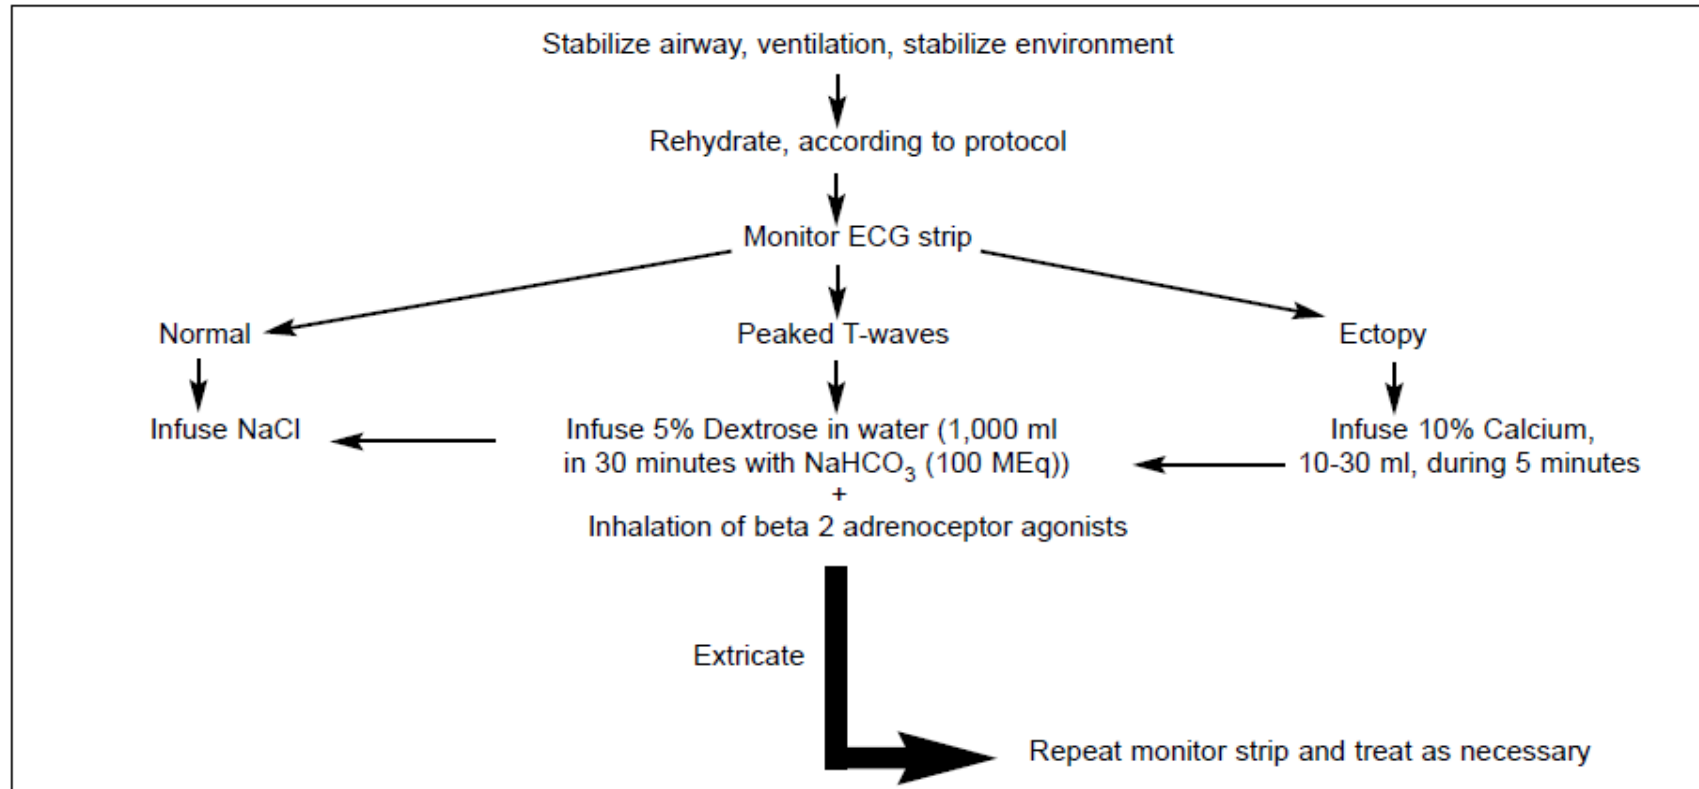 Stabilize airway, ventilation, stabilize environment
Rehydrate, according to protocol
Monitor ECG strip
Normal
Peaked T-waves
Ectopy
Infuse NaCl
Infuse 5% Dextrose in water (1,000 ml
in 30 minutes with NaHCO₃ (100 MEq))
+
Inhalation of beta 2 adrenoceptor agonists
Infuse 10% Calcium,
10-30 ml, during 5 minutes
Extricate
Repeat monitor strip and treat as necessary